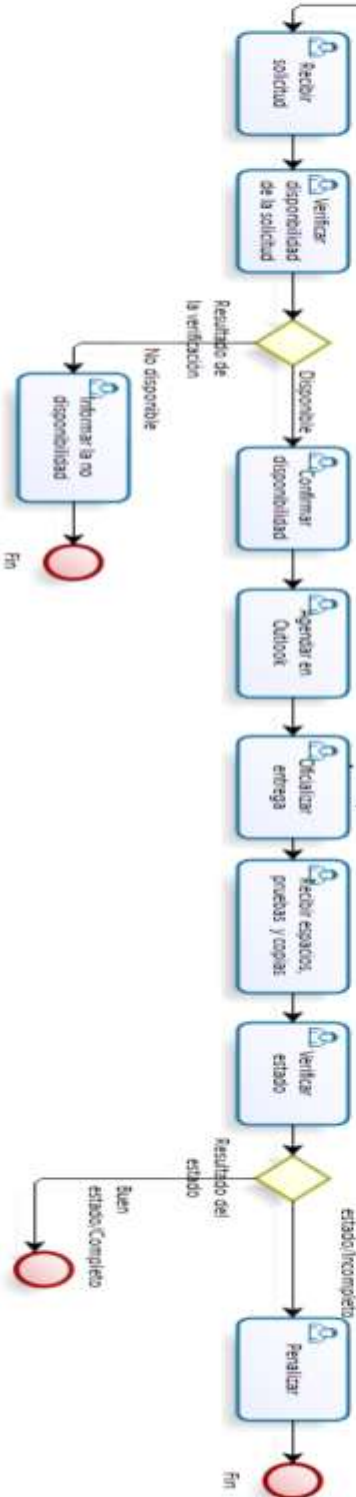 Recibir
solicitud
Verificar
disponibilidad
de la solicitud
Resultado de
la verificación
Disponible
No disponible
Informar la no
disponibilidad
Fin
Confirmar
disponibilidad
Agendar en
Outlook
Oficializar
entrega
Recibir espacios,
pruebas y copias
Verificar
estado
Resultado del
estado
Buen
estado/Completo
estado/Incompleto
Penalizar
Fin